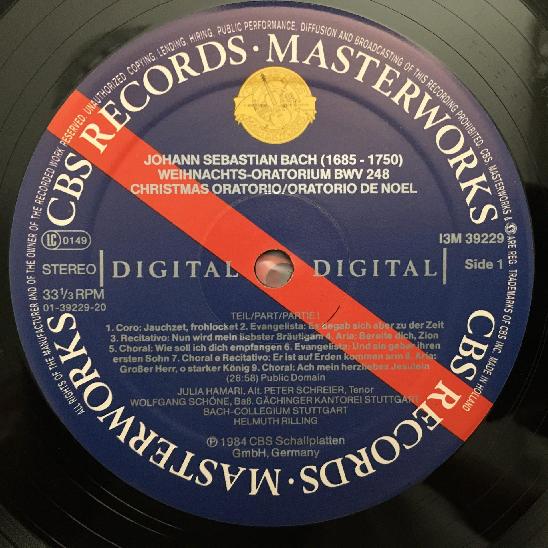 ALL RIGHTS OF THE MANUFACTURER AND OF THE OWNER OF THE RECORDED WORK RESERVED. UNAUTHORIZED COPYING, LENDING, HIRING, PUBLIC PERFORMANCE, DIFFUSION AND BROADCASTING OF THIS RECORDING PROHIBITED. CBS, MASTERWORKS & Ⓟ ARE REG. TRADEMARKS OF CBS INC. MADE IN HOLLAND
CBS RECORDS · MASTERWORKS
CBS RECORDS · MASTERWORKS
JOHANN SEBASTIAN BACH (1685 - 1750)
WEIHNACHTS-ORATORIUM BWV 248
CHRISTMAS ORATORIO/ORATORIO DE NOEL
LC 0149
I3M 39229
STEREO
DIGITAL DIGITAL
Side 1
33 1/3 RPM
01-39229-20
TEIL/PART/PARTIE I
1. Coro: Jauchzet, frohlocket 2. Evangelista: Es begab sich aber zu der Zeit
3. Recitativo: Nun wird mein liebster Bräutigam 4. Aria: Bereite dich, Zion
5. Choral: Wie soll ich dich empfangen 6. Evangelista: Und sie gebar ihren
ersten Sohn 7. Choral e Recitativo: Er ist auf Erden kommen arm 8. Aria:
Großer Herr, o starker König 9. Choral: Ach mein herzliebes Jesulein
(28:58) Public Domain
JULIA HAMARI, Alt. PETER SCHREIER, Tenor
WOLFGANG SCHÖNE, Baß, GÄCHINGER KANTOREI STUTTGART
BACH-COLLEGIUM STUTTGART
HELMUTH RILLING
Ⓟ 1984 CBS Schallplatten
GmbH, Germany